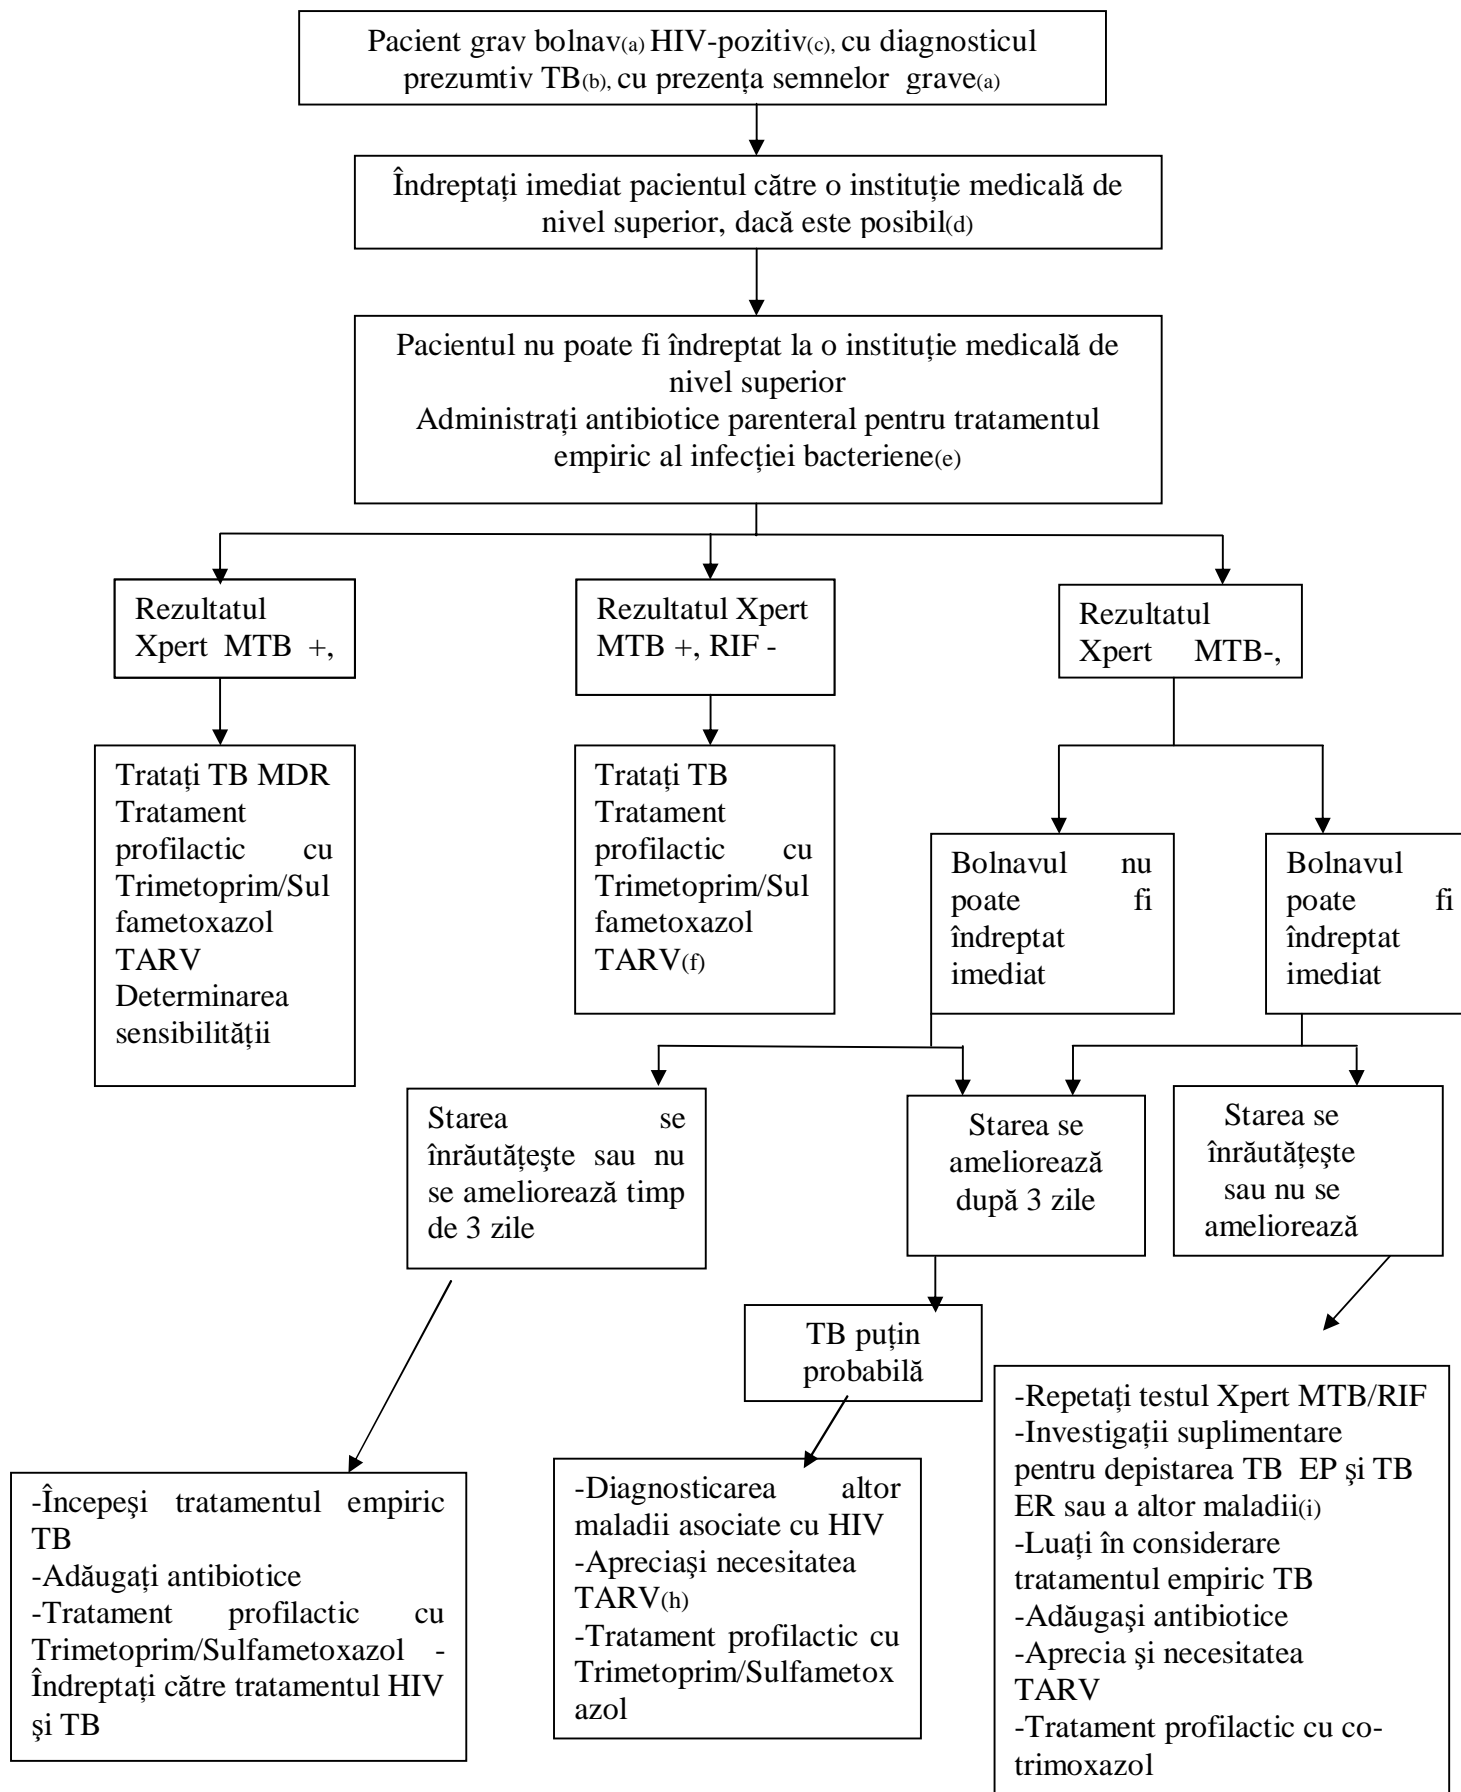 Pacient grav bolnav(a) HIV-pozitiv(c), cu diagnosticul
prezumtiv TB(b), cu prezența semnelor grave(a)
Îndreptați imediat pacientul către o instituție medicală de
nivel superior, dacă este posibil(d)
Pacientul nu poate fi îndreptat la o instituție medicală de
nivel superior
Administrați antibiotice parenteral pentru tratamentul
empiric al infecției bacteriene(e)
Rezultatul
Xpert MTB +,
Rezultatul Xpert
MTB +, RIF -
Rezultatul
Xpert MTB-,
Tratați TB MDR
Tratament
profilactic cu
Trimetoprim/Sul
fametoxazol
TARV
Determinarea
sensibilității
Tratați TB
Tratament
profilactic cu
Trimetoprim/Sul
fametoxazol
TARV(f)
Bolnavul nu
poate fi
îndreptat
imediat
Bolnavul
poate fi
îndreptat
imediat
Starea se
înrăutățeşte sau nu
se ameliorează timp
de 3 zile
Starea se
ameliorează
după 3 zile
Starea se
înrăutățeşte
sau nu se
ameliorează
TB puțin
probabilă
-Începeşi tratamentul empiric
TB
-Adăugați antibiotice
-Tratament profilactic cu
Trimetoprim/Sulfametoxazol -
Îndreptați către tratamentul HIV
şi TB
-Diagnosticarea altor
maladii asociate cu HIV
-Apreciaşi necesitatea
TARV(h)
-Tratament profilactic cu
Trimetoprim/Sulfametox
azol
-Repetați testul Xpert MTB/RIF
-Investigații suplimentare
pentru depistarea TB EP şi TB
ER sau a altor maladii(i)
-Luați în considerare
tratamentul empiric TB
-Adăugaşi antibiotice
-Aprecia şi necesitatea
TARV
-Tratament profilactic cu co-
trimoxazol